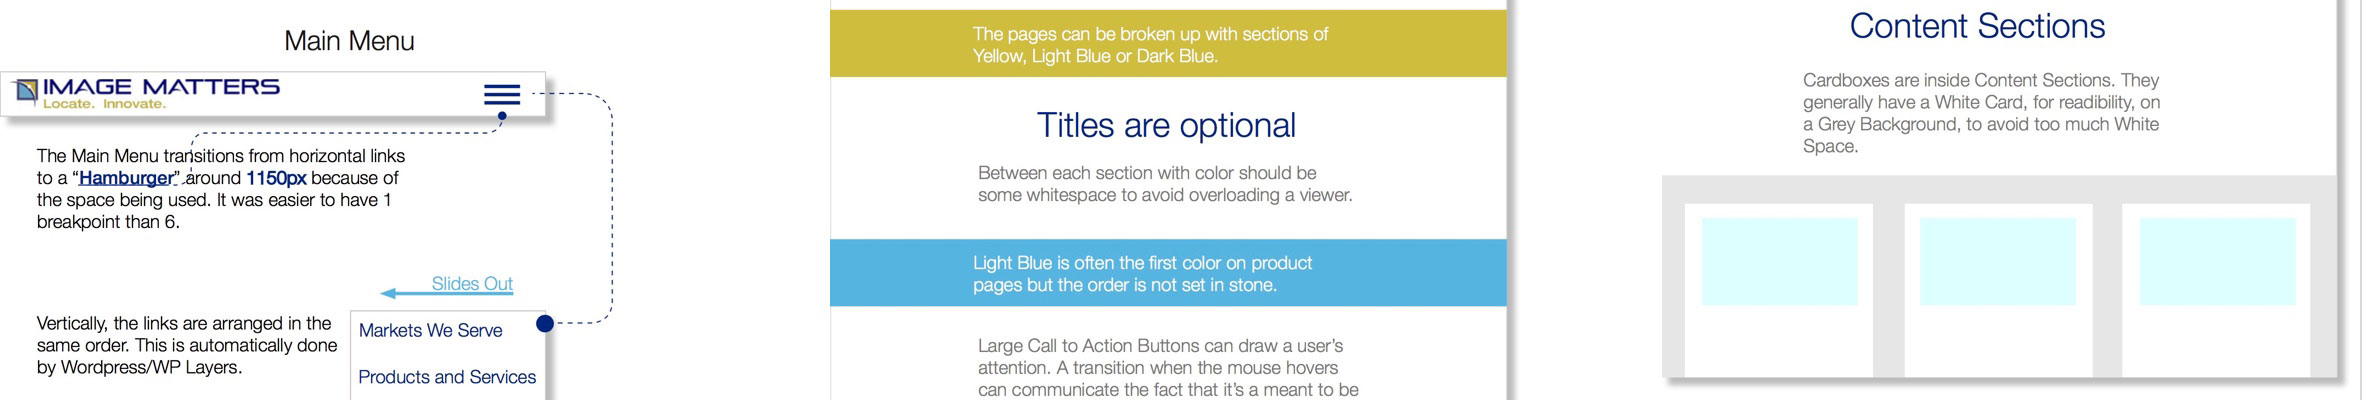 Main Menu
IMAGE MATTERS
Locate. Innovate.
The Main Menu transitions from horizontal links
to a “Hamburger” around 1150px because of
the space being used. It was easier to have 1
breakpoint than 6.
Slides Out
Vertically, the links are arranged in the
same order. This is automatically done
by Wordpress/WP Layers.
Markets We Serve
Products and Services
The pages can be broken up with sections of
Yellow, Light Blue or Dark Blue.
Titles are optional
Between each section with color should be
some whitespace to avoid overloading a viewer.
Light Blue is often the first color on product
pages but the order is not set in stone.
Large Call to Action Buttons can draw a user’s
attention. A transition when the mouse hovers
can communicate the fact that it’s a meant to be
Content Sections
Cardboxes are inside Content Sections. They
generally have a White Card, for readibility, on
a Grey Background, to avoid too much White
Space.